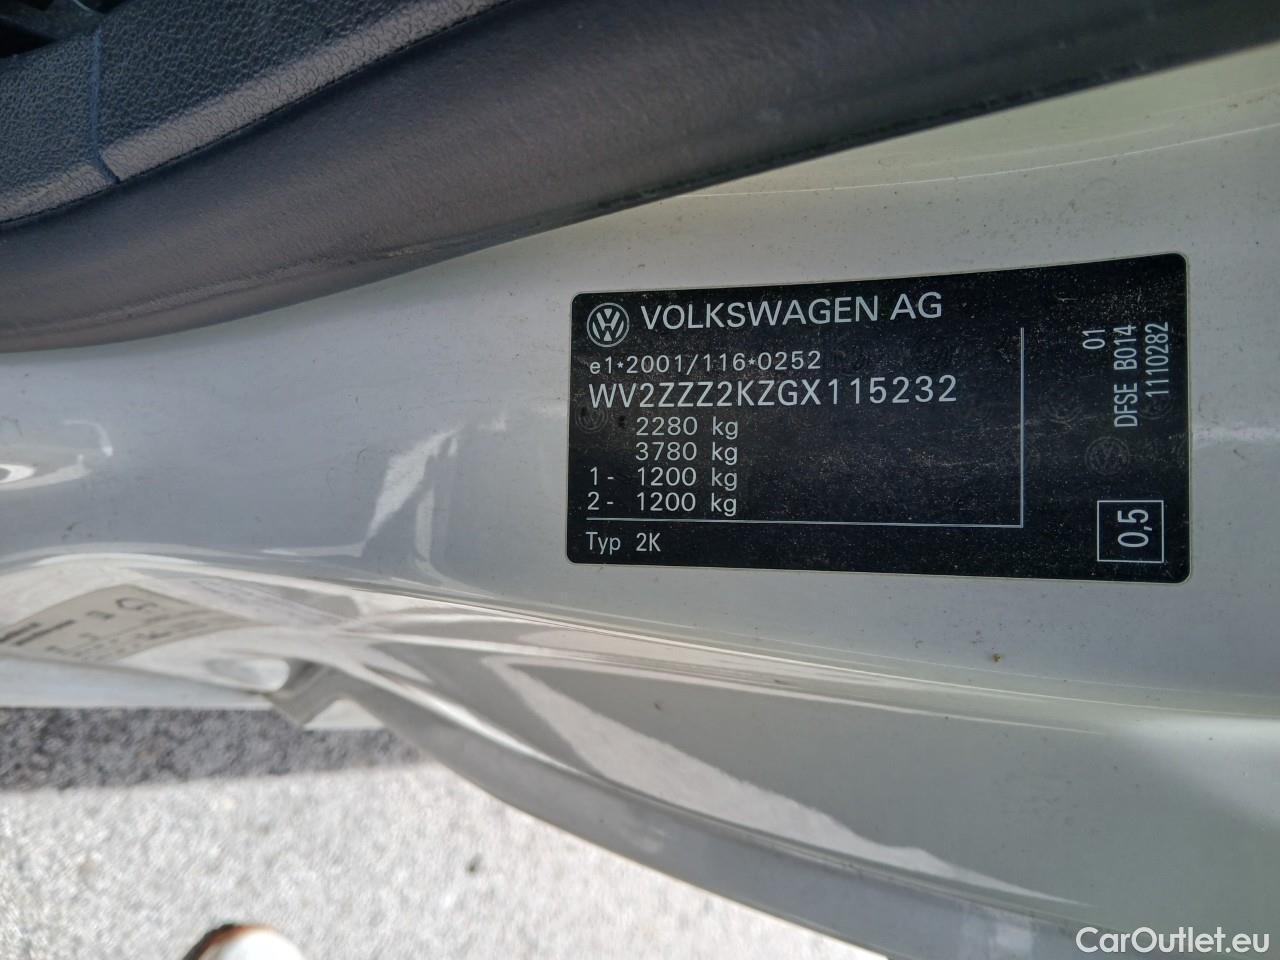 VOLKSWAGEN AG
e1*2001/116*0252
WV2ZZZ2KZGX115232
2280 kg
3780 kg
1- 1200 kg
2- 1200 kg
Typ 2K
01
DFSE B014
1110282
0,5
CarOutlet.eu